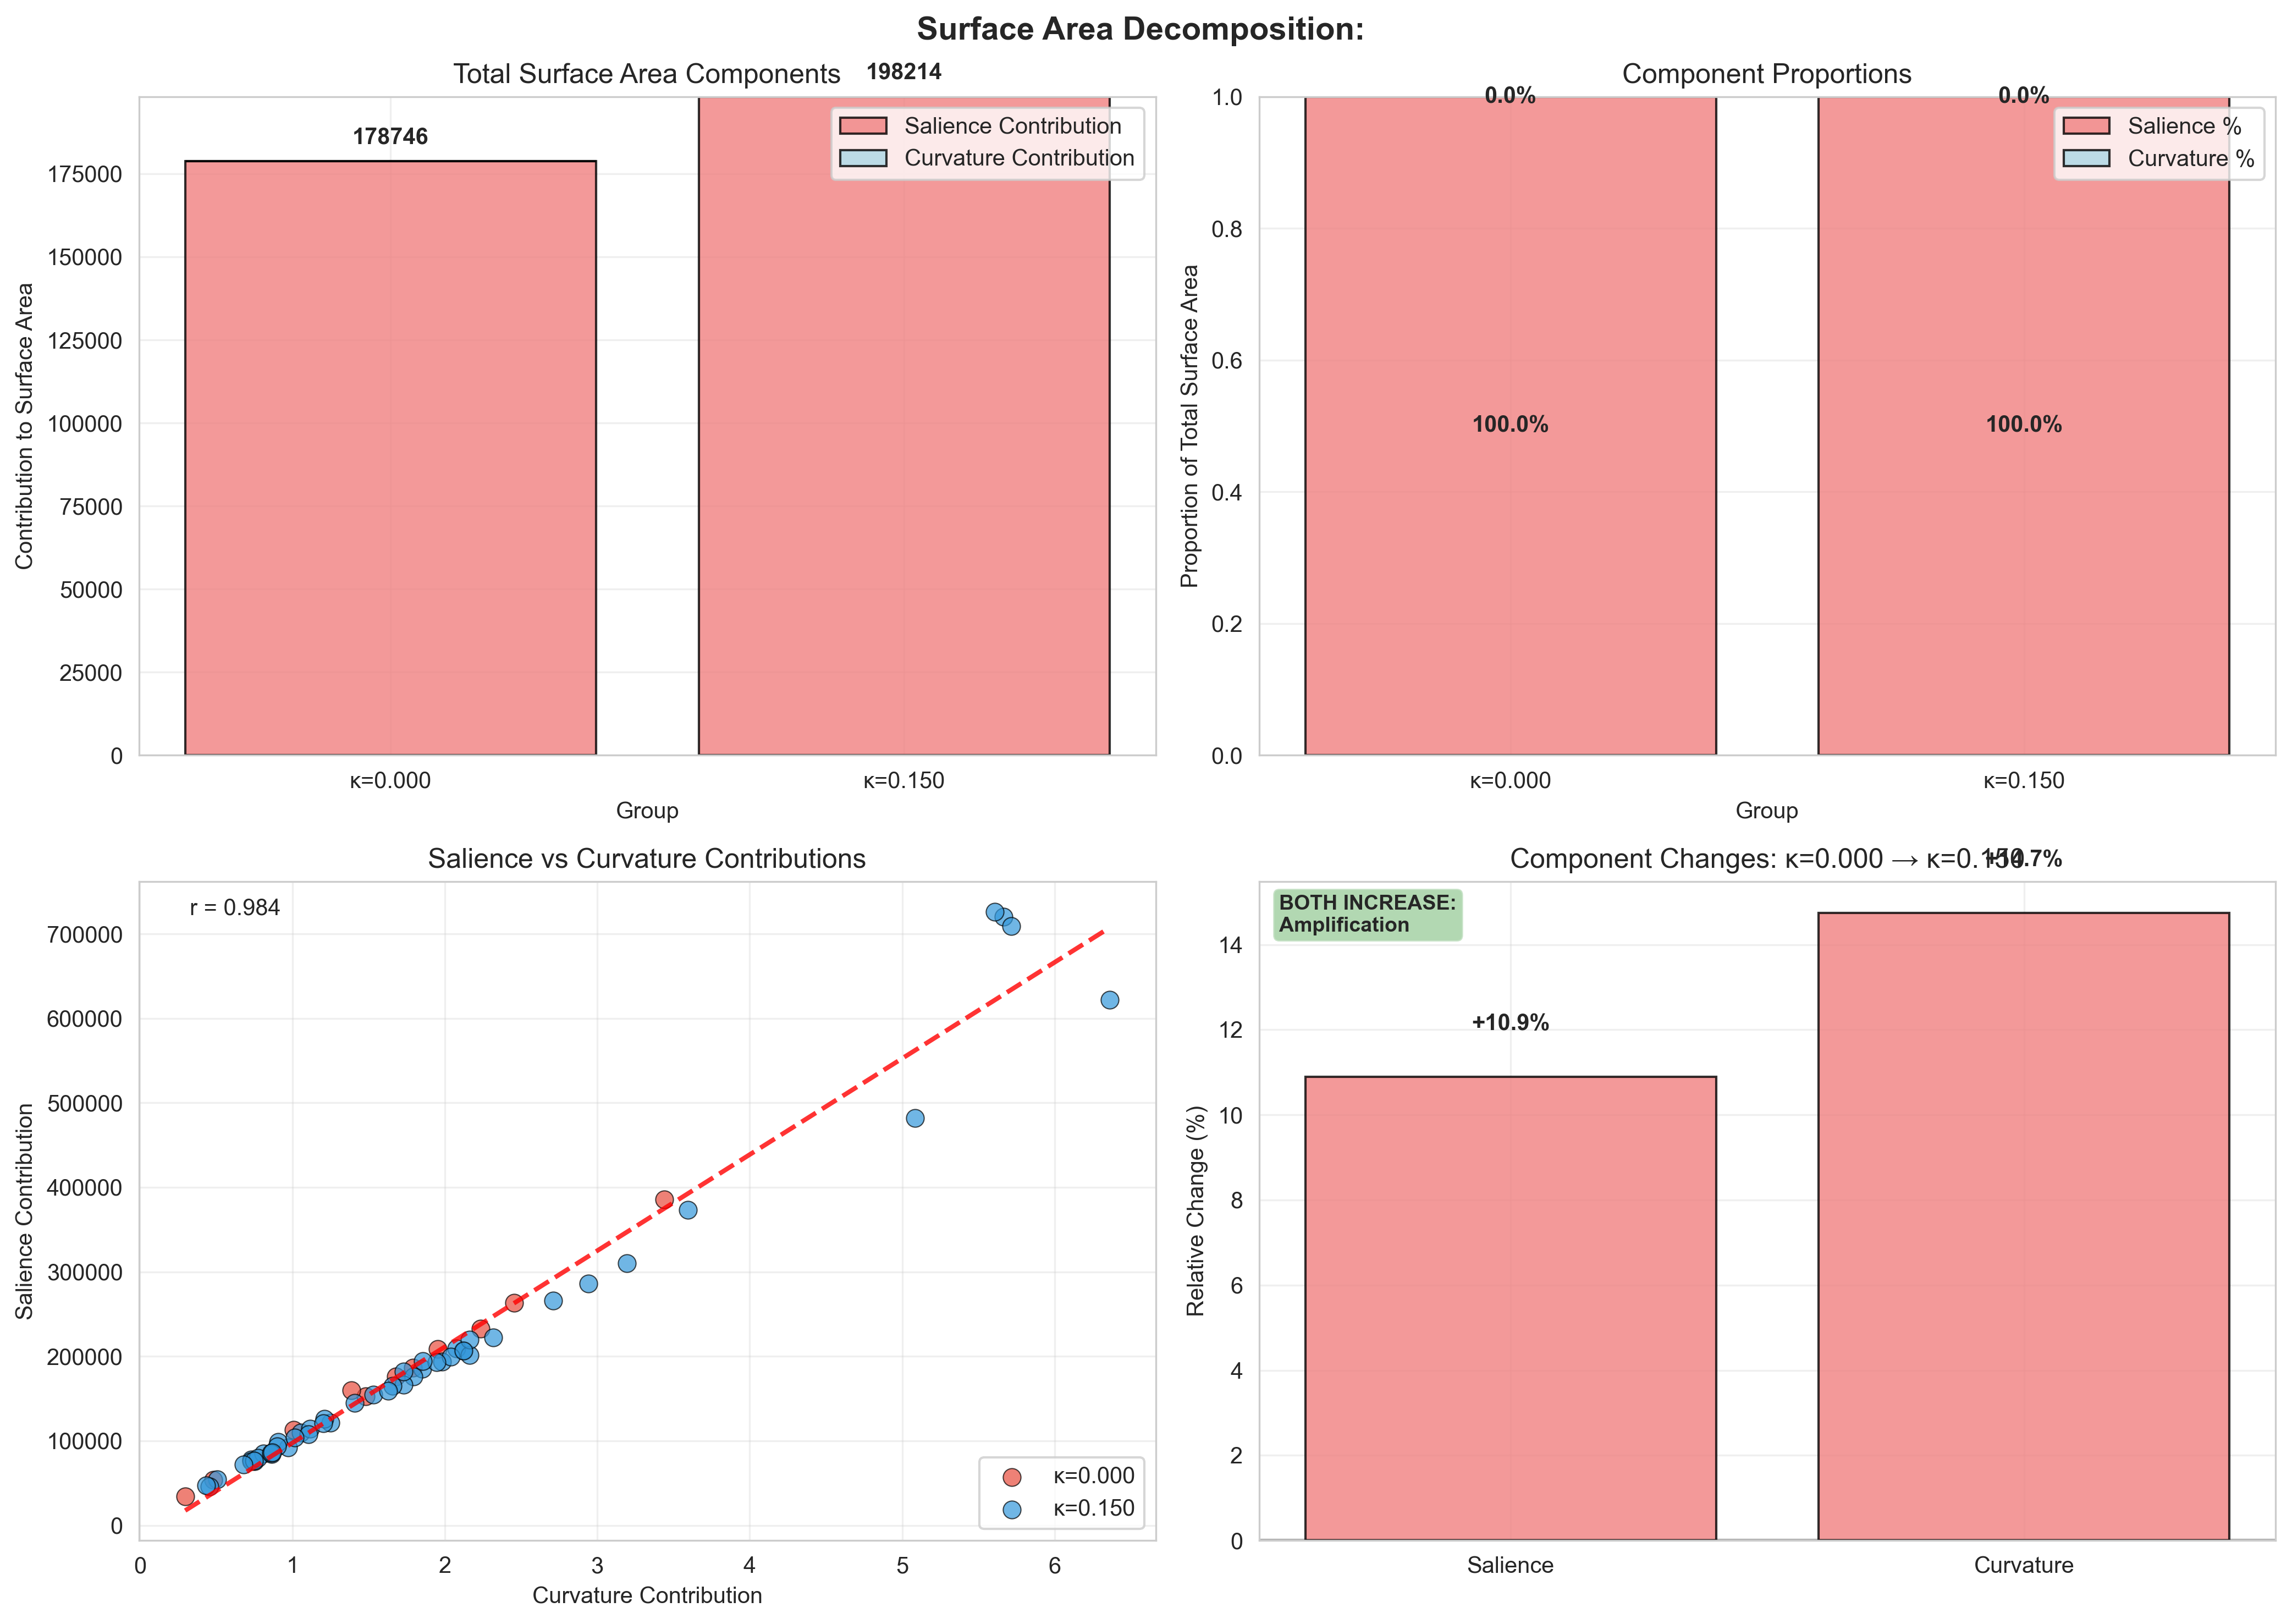 Surface Area Decomposition:
Total Surface Area Components
198214
178746
Salience Contribution
Curvature Contribution
175000
150000
125000
100000
75000
50000
25000
0
Contribution to Surface Area
κ=0.000
κ=0.150
Group
Component Proportions
0.0%
0.0%
Salience %
Curvature %
100.0%
100.0%
1.0
0.8
0.6
0.4
0.2
0.0
Proportion of Total Surface Area
κ=0.000
κ=0.150
Group
Salience vs Curvature Contributions
r = 0.984
700000
600000
500000
400000
300000
200000
100000
0
Salience Contribution
κ=0.000
κ=0.150
0 1 2 3 4 5 6
Curvature Contribution
Component Changes: κ=0.000 → κ=0.150
+14.7%
BOTH INCREASE:
Amplification
+10.9%
14
12
10
8
6
4
2
0
Relative Change (%)
Salience
Curvature